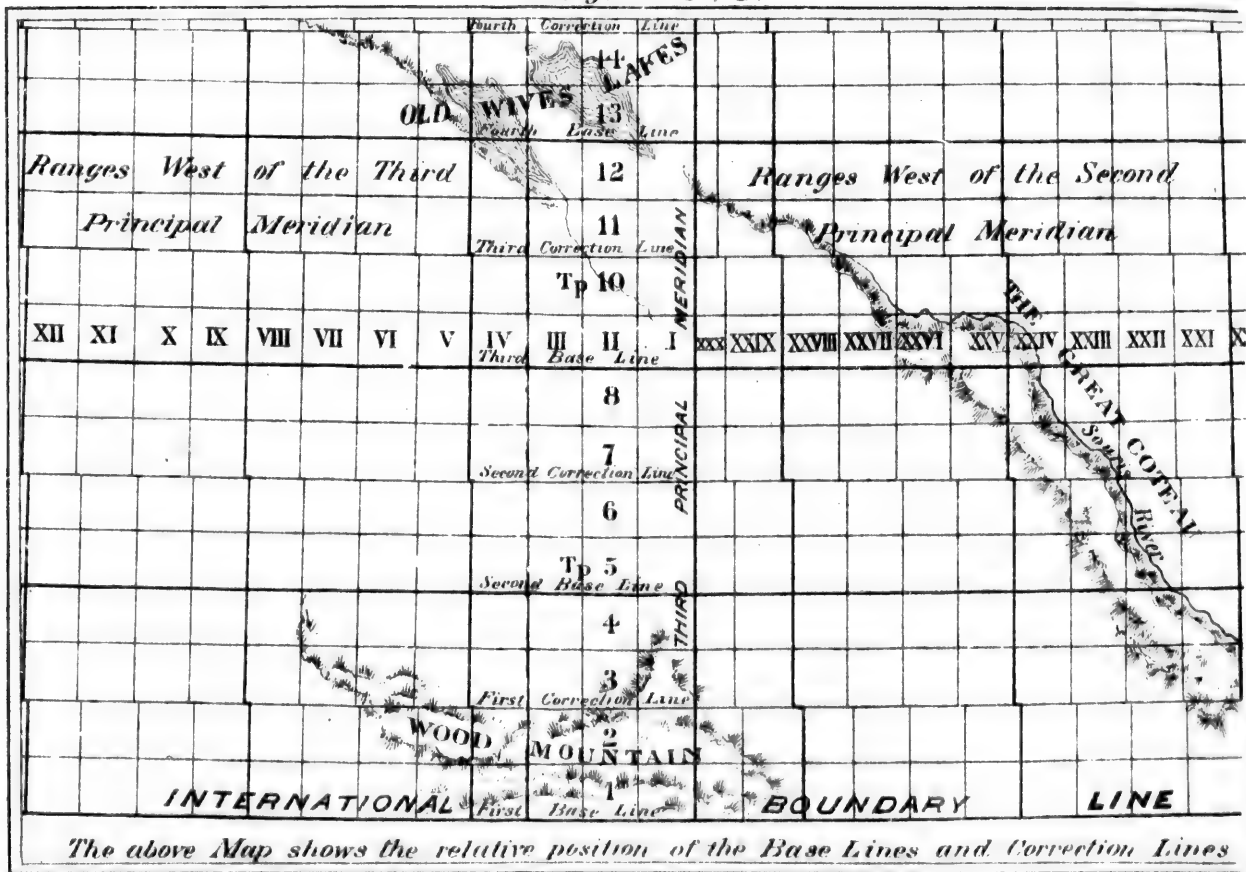 Fourth Correction Line
14
OLD WIVES LAKES
13
Fourth Base Line
Ranges West of the Third
12
Ranges West of the Second
Principal Meridian
11
Principal Meridian
Third Correction Line
Tp 10
XII XI X IX VIII VII VI V IV III II I XXX XXIX XXVIII XXVII XXVI XXV XXIV XXIII XXII XXI
Third Base Line
THE GREAT COTEAU
Souris River
8
7
Second Correction Line
6
THIRD PRINCIPAL MERIDIAN
Tp 5
Second Base Line
4
3
First Correction Line
WOOD MOUNTAIN
2
1
INTERNATIONAL BOUNDARY LINE
First Base Line
The above Map shows the relative position of the Base Lines and Correction Lines